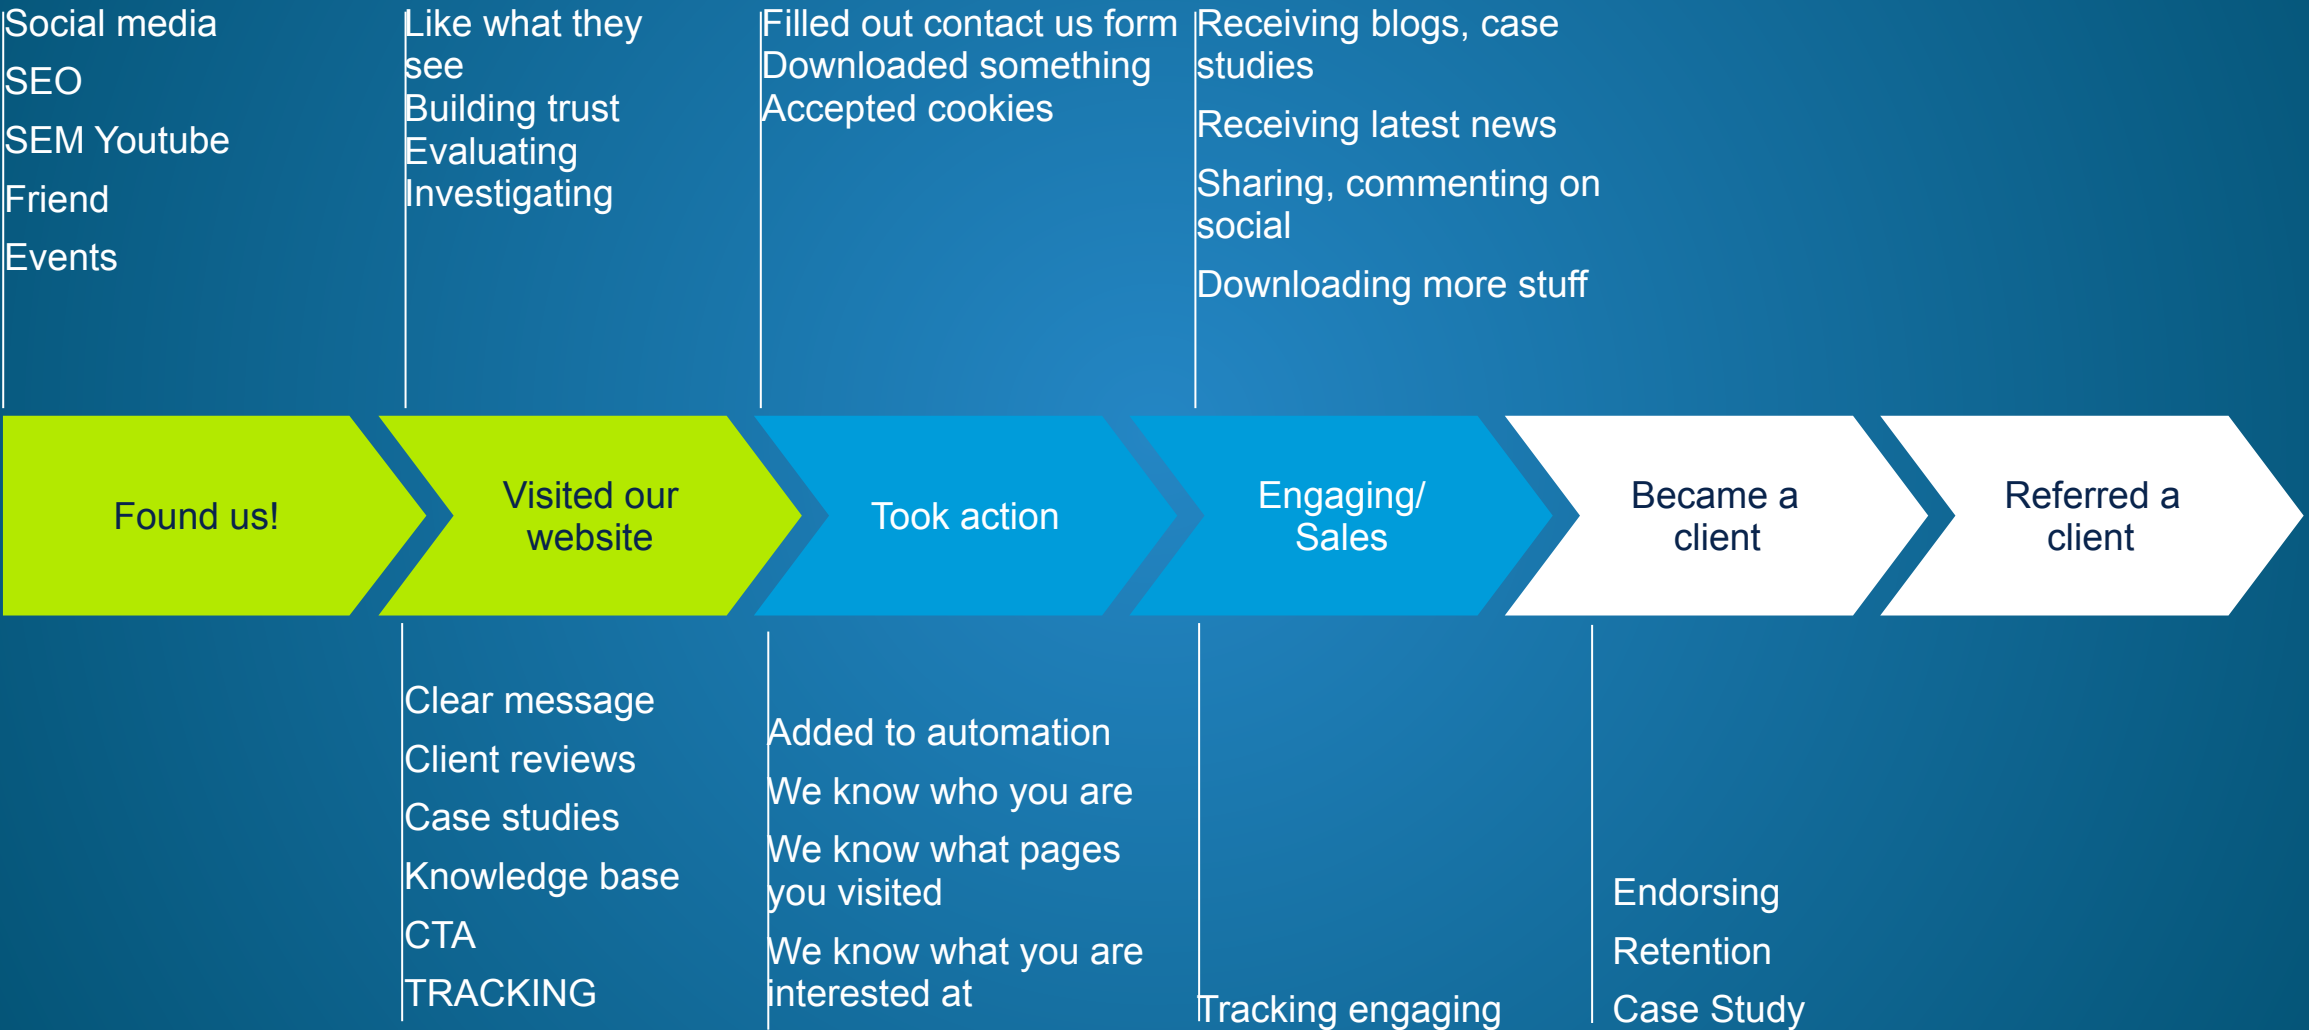 Social media
SEO
SEM Youtube
Friend
Events
Like what they
see
Building trust
Evaluating
Investigating
Filled out contact us form
Downloaded something
Accepted cookies
Receiving blogs, case
studies
Receiving latest news
Sharing, commenting on
social
Downloading more stuff
Found us!
Visited our
website
Took action
Engaging/
Sales
Became a
client
Referred a
client
Clear message
Client reviews
Case studies
Knowledge base
CTA
TRACKING
Added to automation
We know who you are
We know what pages
you visited
We know what you are
interested at
Tracking engaging
Endorsing
Retention
Case Study